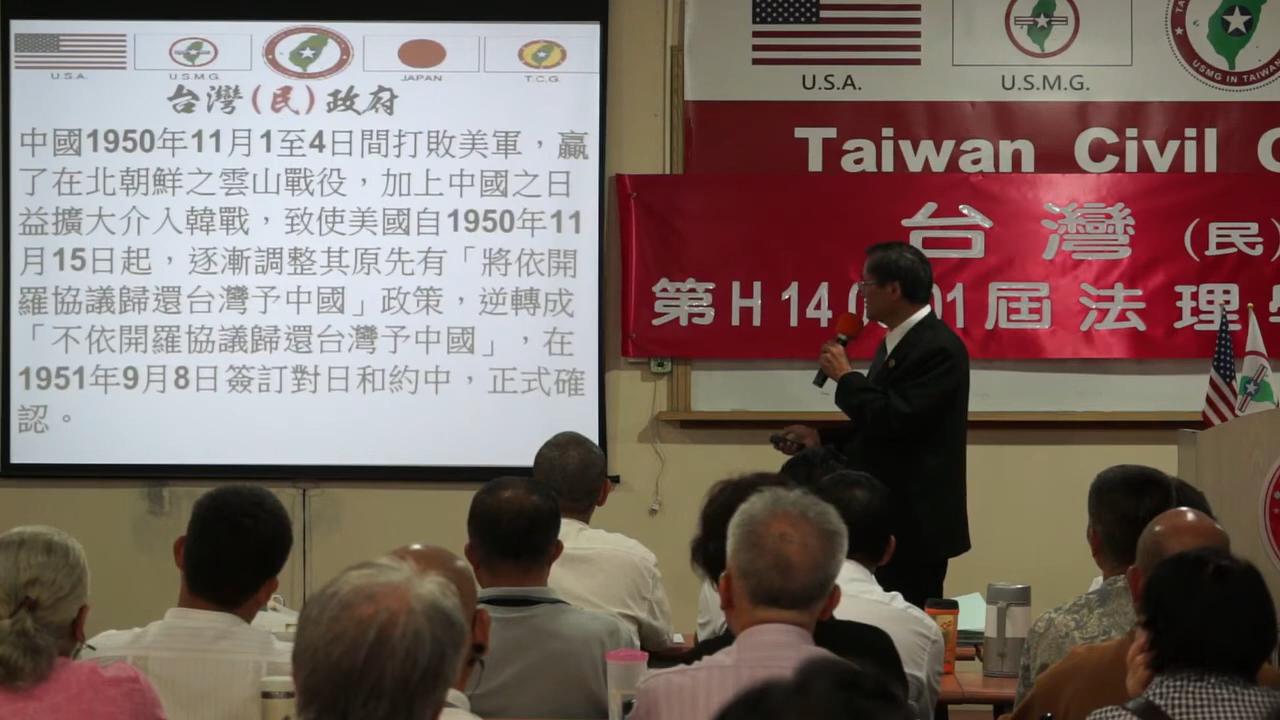 U.S.A.
U.S.M.G.
JAPAN
T.C.G.
台灣(民)政府
中國1950年11月1至4日間打敗美軍，贏
了在北朝鮮之雲山戰役，加上中國之日
益擴大介入韓戰，致使美國自1950年11
月15日起，逐漸調整其原先有「將依開
羅協議歸還台灣予中國」政策，逆轉成
「不依開羅協議歸還台灣予中國」，在
1951年9月8日簽訂對日和約中，正式確
認。
U.S.A.
U.S.M.G.
USMG IN TAIWAN
Taiwan Civil
台灣(民)
第H14 01屆法理學